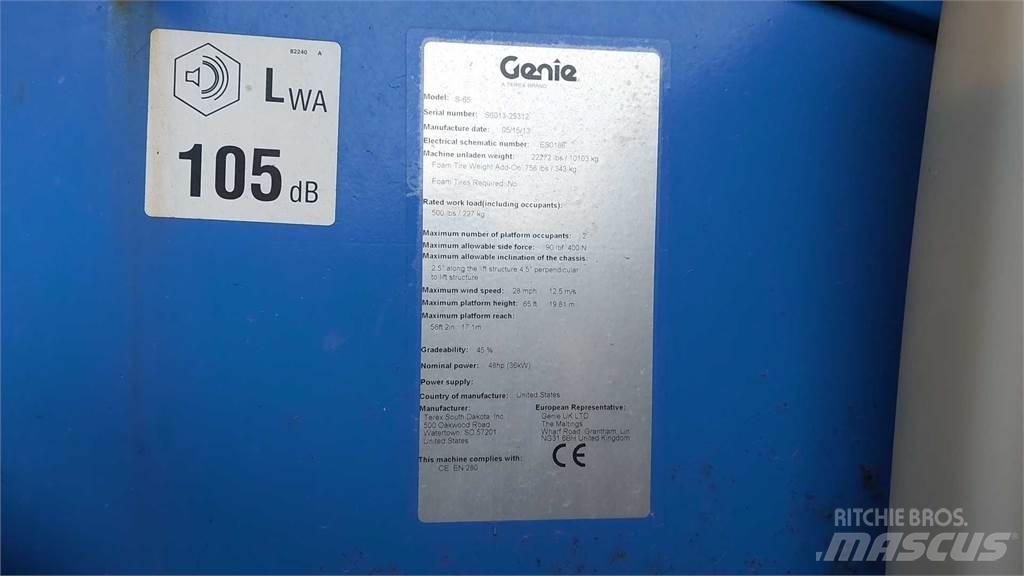 82240 A
LWA
105 dB
Genie
A TEREX BRAND
Model: S-65
Serial number: S6013-25312
Manufacture date: 05/15/13
Electrical schematic number: ES0186
Machine unladen weight: 22272 lbs / 10103 kg
Foam Tire Weight Add-On: 756 lbs / 343 kg
Foam Tires Required: No
Rated work load(including occupants):
500 lbs / 227 kg
Maximum number of platform occupants: 2
Maximum allowable side force: 90 lbf 400 N
Maximum allowable inclination of the chassis:
2.5° along the lift structure 4.5° perpendicular
to lift structure
Maximum wind speed: 28 mph 12.5 m/s
Maximum platform height: 65 ft 19.81 m
Maximum platform reach:
56ft 2in 17.1m
Gradeability: 45 %
Nominal power: 48hp (36kW)
Power supply:
Country of manufacture: United States
Manufacturer:
Terex South Dakota, Inc
500 Oakwood Road
Watertown, SD 57201
United States
European Representative:
Genie UK LTD
The Maltings
Wharf Road, Grantham, Lin
NG31 6BH United Kingdom
This machine complies with:
CE EN 280
CE
RITCHIE BROS.
MASCUS